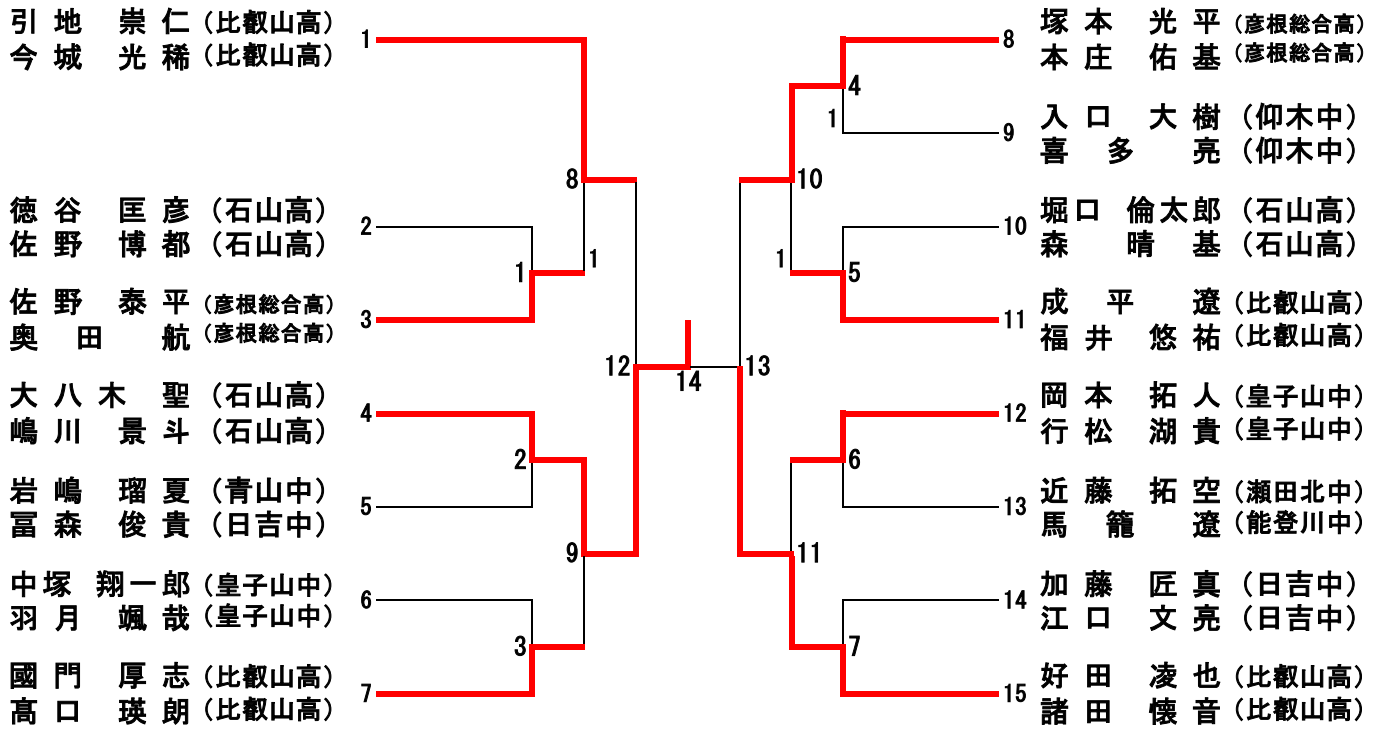 引地 崇仁 (比叡山高)
今城 光稀 (比叡山高)
1
徳谷 匡彦 (石山高)
佐野 博都 (石山高)
2
佐野 泰平 (彦根総合高)
奥田 航 (彦根総合高)
3
大八木 聖 (石山高)
嶋川 景斗 (石山高)
4
岩嶋 瑠夏 (青山中)
冨森 俊貴 (日吉中)
5
中塚 翔一郎 (皇子山中)
羽月 颯哉 (皇子山中)
6
國門 厚志 (比叡山高)
髙口 瑛朗 (比叡山高)
7
8
1
1
12
2
9
3
14
4
1
10
1
5
13
6
11
7
8
塚本 光平 (彦根総合高)
本庄 佑基 (彦根総合高)
9
入口 大樹 (仰木中)
喜多 亮 (仰木中)
10
堀口 倫太郎 (石山高)
森 晴基 (石山高)
11
成平 遼 (比叡山高)
福井 悠祐 (比叡山高)
12
岡本 拓人 (皇子山中)
行松 湖貴 (皇子山中)
13
近藤 拓空 (瀬田北中)
馬籠 遼 (能登川中)
14
加藤 匠真 (日吉中)
江口 文亮 (日吉中)
15
好田 凌也 (比叡山高)
諸田 懐音 (比叡山高)